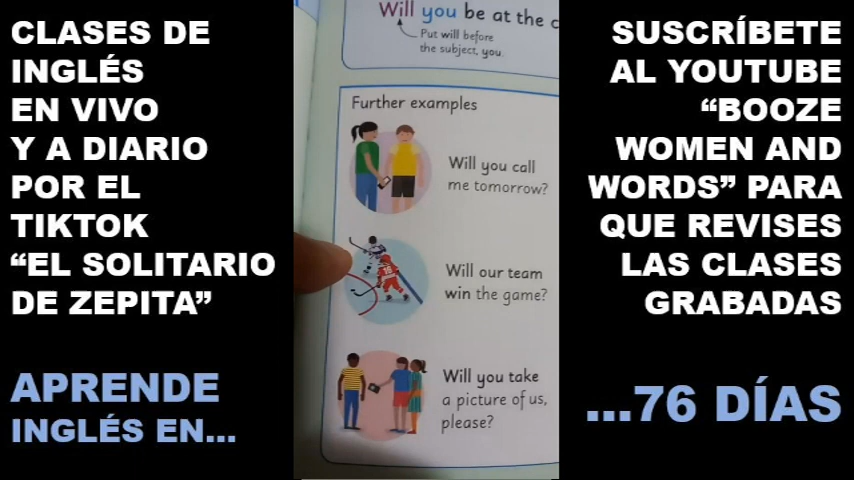 CLASES DE
INGLÉS
EN VIVO
Y A DIARIO
POR EL
TIKTOK
“EL SOLITARIO
DE ZEPITA”
APRENDE
INGLÉS EN...
Will you be at the c
Put will before
the subject, you.
Further examples
Will you call
me tomorrow?
Will our team
win the game?
Will you take
a picture of us,
please?
SUSCRÍBETE
AL YOUTUBE
“BOOZE
WOMEN AND
WORDS” PARA
QUE REVISES
LAS CLASES
GRABADAS
...76 DÍAS